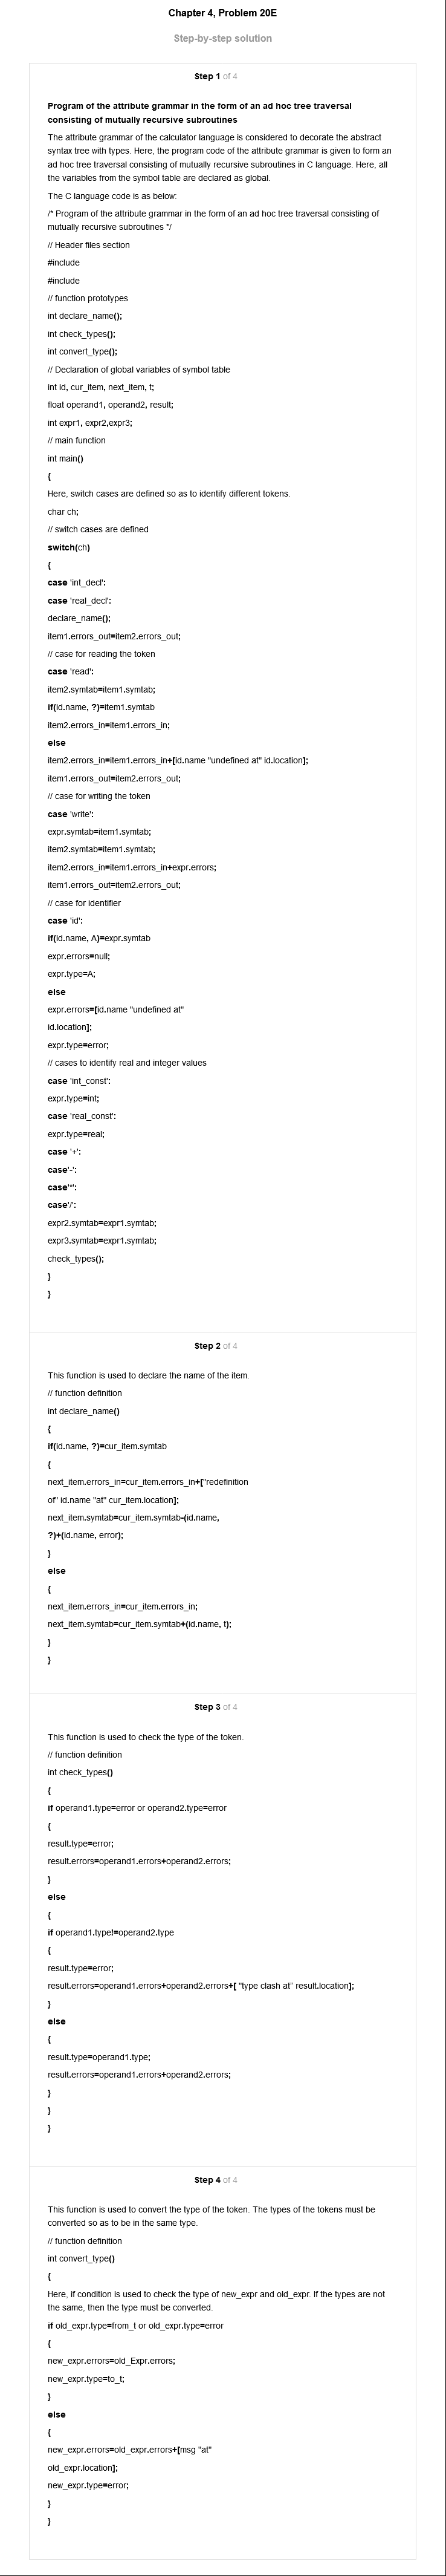 Chapter 4, Problem 20E
Step-by-step solution
Step 1 of 4
Program of the attribute grammar in the form of an ad hoc tree traversal
consisting of mutually recursive subroutines
The attribute grammar of the calculator language is considered to decorate the abstract
syntax tree with types. Here, the program code of the attribute grammar is given to form an
ad hoc tree traversal consisting of mutually recursive subroutines in C language. Here, all
the variables from the symbol table are declared as global.
The C language code is as below:
/* Program of the attribute grammar in the form of an ad hoc tree traversal consisting of
mutually recursive subroutines */
// Header files section
#include
#include
// function prototypes
int declare_name();
int check_types();
int convert_type();
// Declaration of global variables of symbol table
int id, cur_item, next_item, t;
float operand1, operand2, result;
int expr1, expr2,expr3;
// main function
int main()
{
Here, switch cases are defined so as to identify different tokens.
char ch;
// switch cases are defined
switch(ch)
{
case 'int_decl':
case 'real_decl':
declare_name();
item1.errors_out=item2.errors_out;
// case for reading the token
case 'read':
item2.symtab=item1.symtab;
if(id.name, ?)=item1.symtab
item2.errors_in=item1.errors_in;
else
item2.errors_in=item1.errors_in+[id.name "undefined at" id.location];
item1.errors_out=item2.errors_out;
// case for writing the token
case 'write':
expr.symtab=item1.symtab;
item2.symtab=item1.symtab;
item2.errors_in=item1.errors_in+expr.errors;
item1.errors_out=item2.errors_out;
// case for identifier
case 'id':
if(id.name, A)=expr.symtab
expr.errors=null;
expr.type=A;
else
expr.errors=[id.name "undefined at"
id.location];
expr.type=error;
// cases to identify real and integer values
case 'int_const':
expr.type=int;
case 'real_const':
expr.type=real;
case '+':
case'-':
case'*':
case'/':
expr2.symtab=expr1.symtab;
expr3.symtab=expr1.symtab;
check_types();
}
}
Step 2 of 4
This function is used to declare the name of the item.
// function definition
int declare_name()
{
if(id.name, ?)=cur_item.symtab
{
next_item.errors_in=cur_item.errors_in+["redefinition
of" id.name "at" cur_item.location];
next_item.symtab=cur_item.symtab-(id.name,
?)+(id.name, error);
}
else
{
next_item.errors_in=cur_item.errors_in;
next_item.symtab=cur_item.symtab+(id.name, t);
}
}
Step 3 of 4
This function is used to check the type of the token.
// function definition
int check_types()
{
if operand1.type=error or operand2.type=error
{
result.type=error;
result.errors=operand1.errors+operand2.errors;
}
else
{
if operand1.type!=operand2.type
{
result.type=error;
result.errors=operand1.errors+operand2.errors+[ "type clash at" result.location];
}
else
{
result.type=operand1.type;
result.errors=operand1.errors+operand2.errors;
}
}
}
Step 4 of 4
This function is used to convert the type of the token. The types of the tokens must be
converted so as to be in the same type.
// function definition
int convert_type()
{
Here, if condition is used to check the type of new_expr and old_expr. If the types are not
the same, then the type must be converted.
if old_expr.type=from_t or old_expr.type=error
{
new_expr.errors=old_Expr.errors;
new_expr.type=to_t;
}
else
{
new_expr.errors=old_expr.errors+[msg "at"
old_expr.location];
new_expr.type=error;
}
}